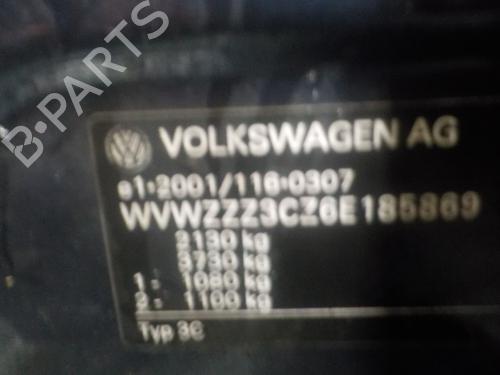 B-PARTS
VOLKSWAGEN AG
e1*2001/116*0307
WVWZZZ3CZ6E185869
2130 kg
3730 kg
1- 1080 kg
2- 1100 kg
Typ 3C